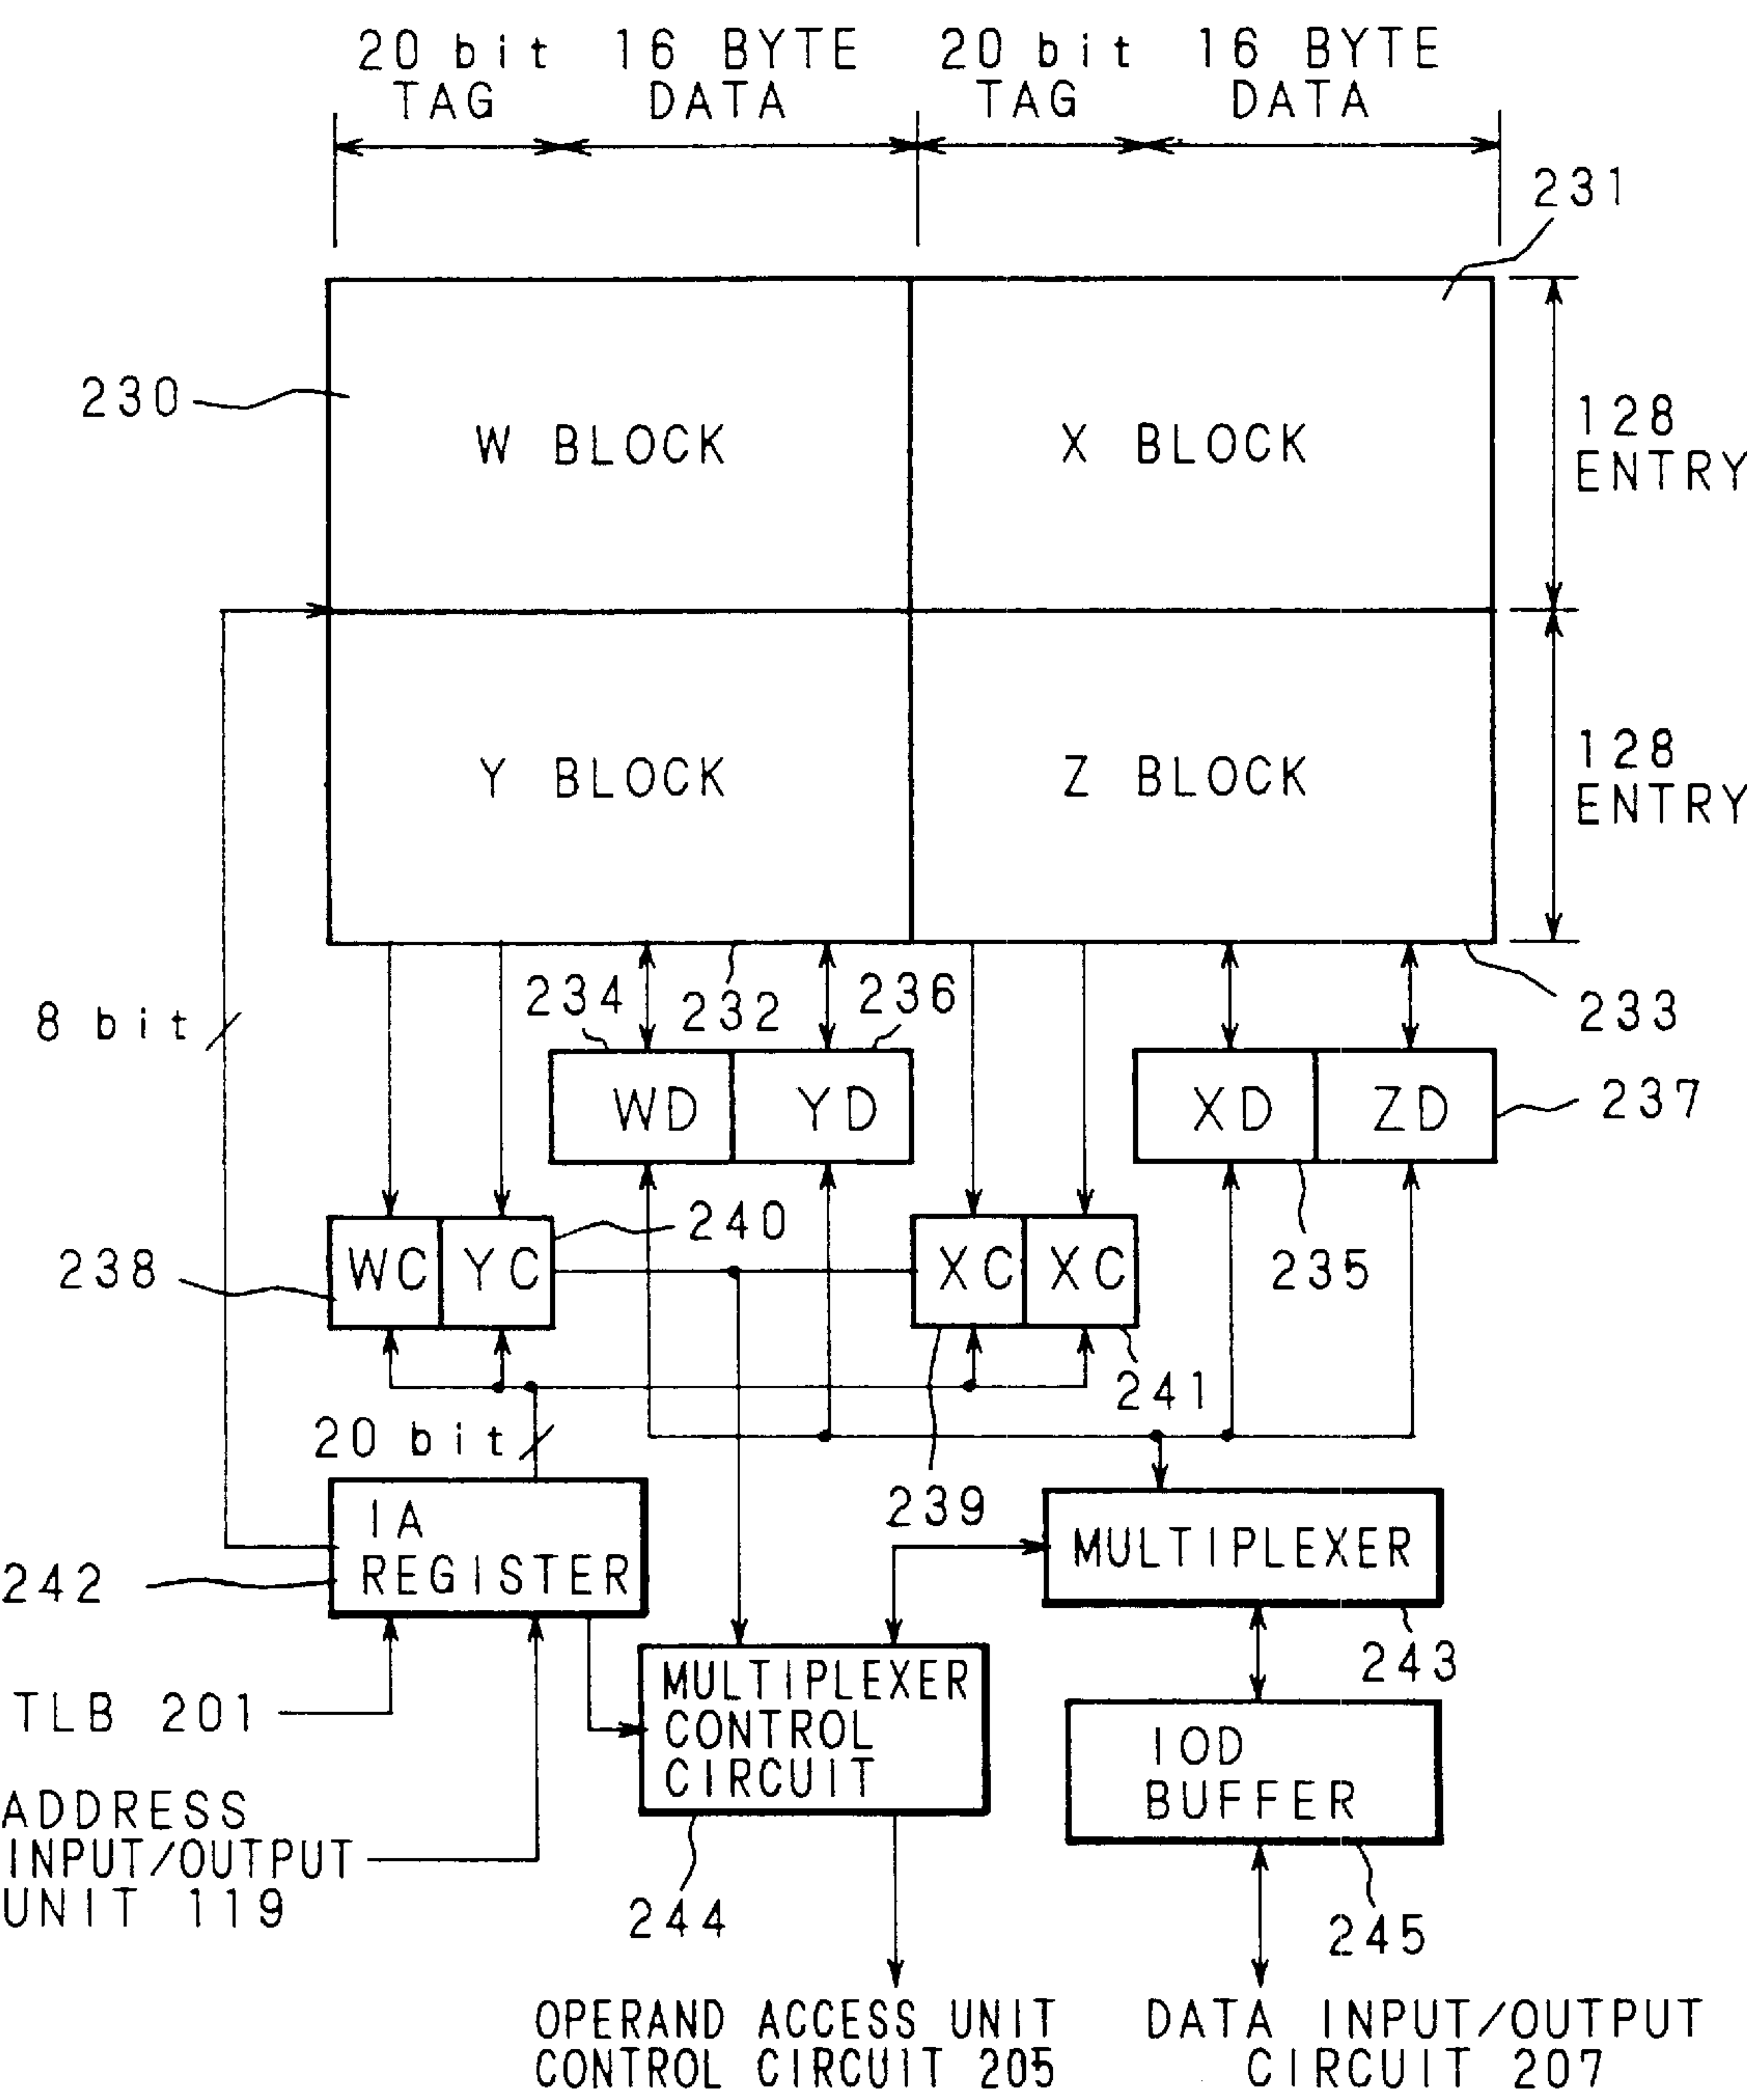 20 bit 16 BYTE 20 bit 16 BYTE
TAG DATA TAG DATA
231
230
W BLOCK X BLOCK
128
ENTRY
Y BLOCK Z BLOCK
128
ENTRY
8 bit
234 232 236
233
WD YD XD ZD
237
240
238
WC YC XC XC
235
241
20 bit
239
IA
REGISTER
242
MULTIPLEXER
243
TLB 201
MULTIPLEXER
CONTROL
CIRCUIT
IOD
BUFFER
ADDRESS
INPUT/OUTPUT
UNIT 119
244
245
OPERAND ACCESS UNIT
CONTROL CIRCUIT 205
DATA INPUT/OUTPUT
CIRCUIT 207